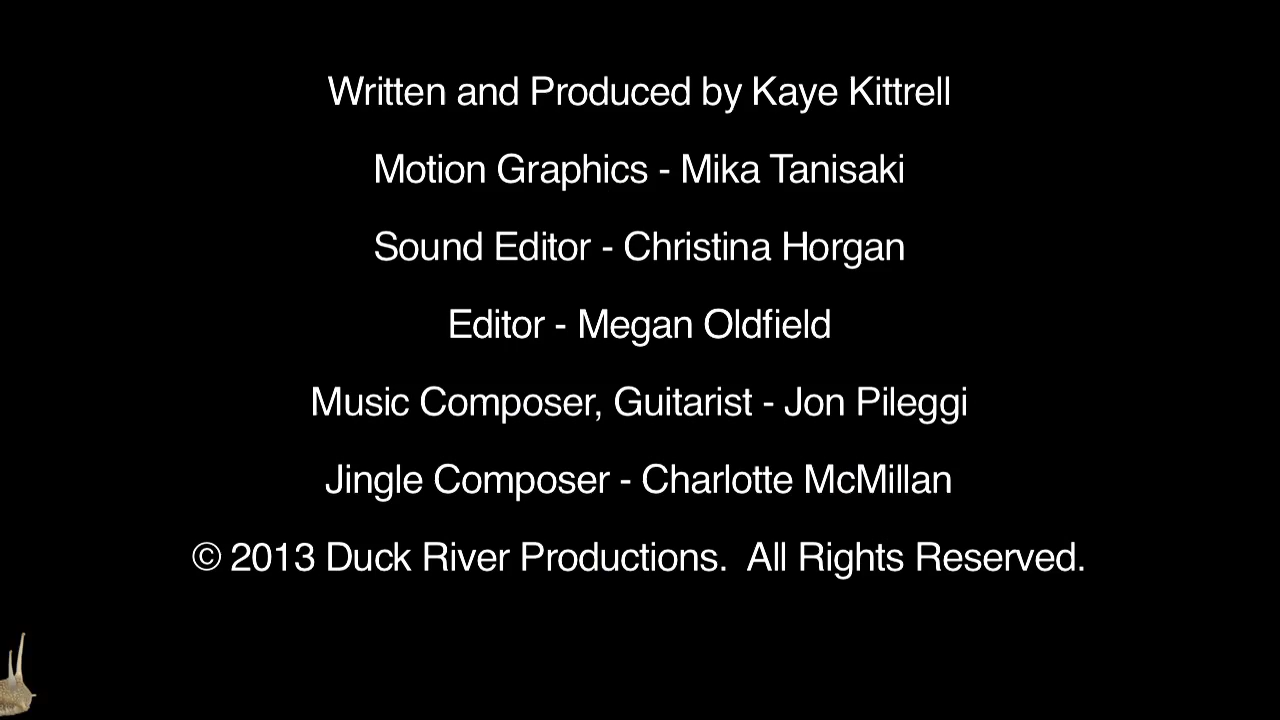 Written and Produced by Kaye Kittrell
Motion Graphics - Mika Tanisaki
Sound Editor - Christina Horgan
Editor - Megan Oldfield
Music Composer, Guitarist - Jon Pileggi
Jingle Composer - Charlotte McMillan
© 2013 Duck River Productions.  All Rights Reserved.